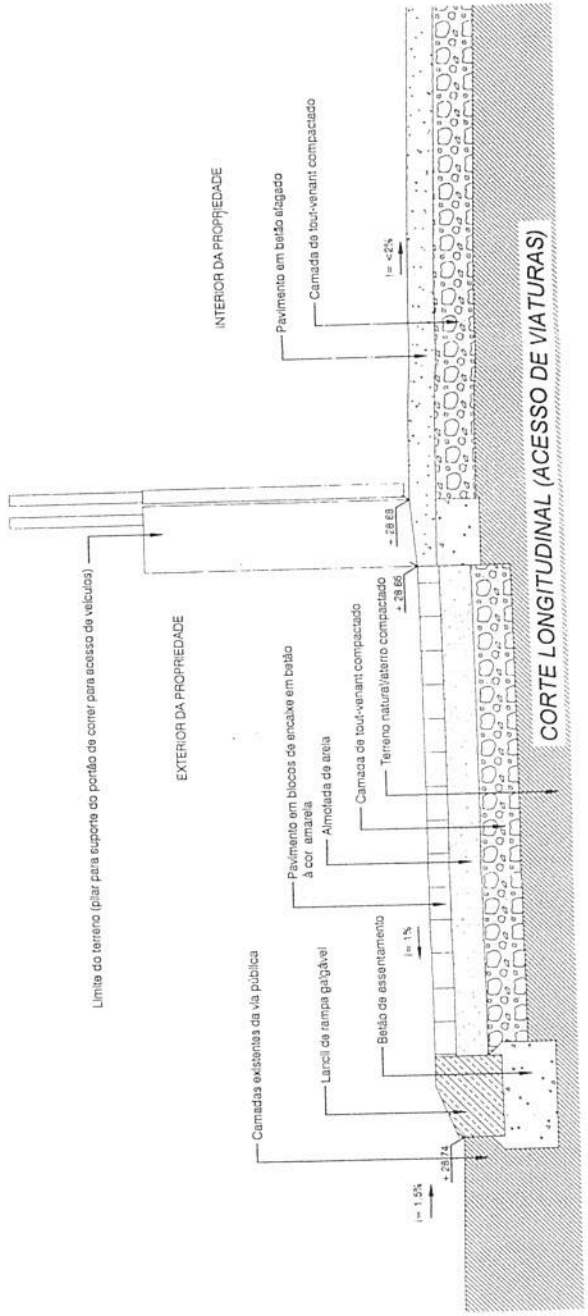 Limite do terreno (pilar para suporte do portão de correr para acesso de veículos)
EXTERIOR DA PROPRIEDADE
INTERIOR DA PROPRIEDADE
Camadas existentes da via pública
Lancil de rampa galgável
Betão de assentamento
Pavimento em blocos de encaixe em betão
à cor amarela
Almofada de areia
Camada de tout-venant compactado
Terreno natural/aterro compactado
Pavimento em betão afagado
Camada de tout-venant compactado
i= 1.5%
+ 28.74
i= 1%
+ 28.66
+ 28.68
i= <2%
CORTE LONGITUDINAL (ACESSO DE VIATURAS)